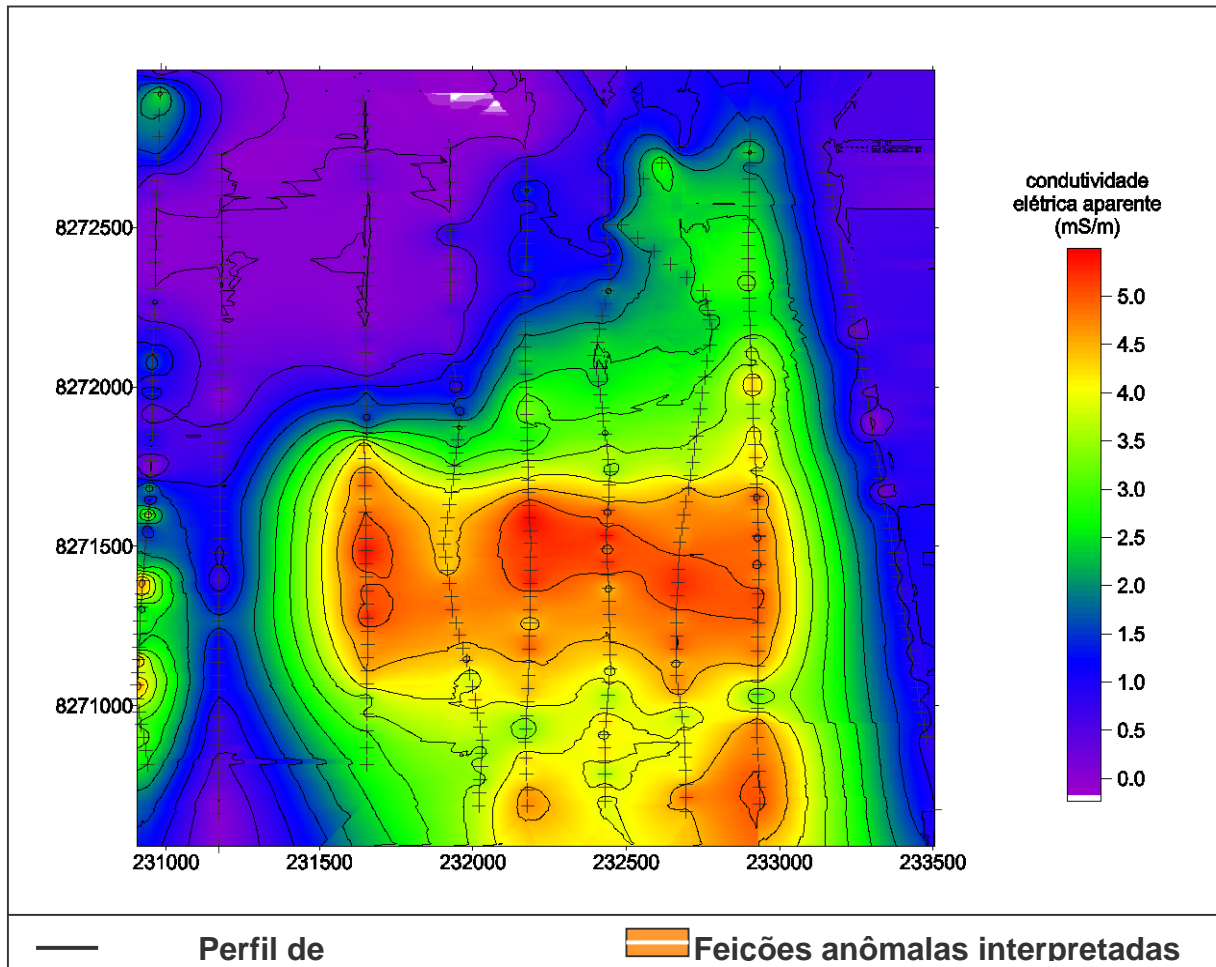 condutividade
elétrica aparente
(mS/m)
5.0
4.5
4.0
3.5
3.0
2.5
2.0
1.5
1.0
0.5
0.0
8272500
8272000
8271500
8271000
231000 231500 232000 232500 233000 233500
Perfil de
Feições anômalas interpretadas